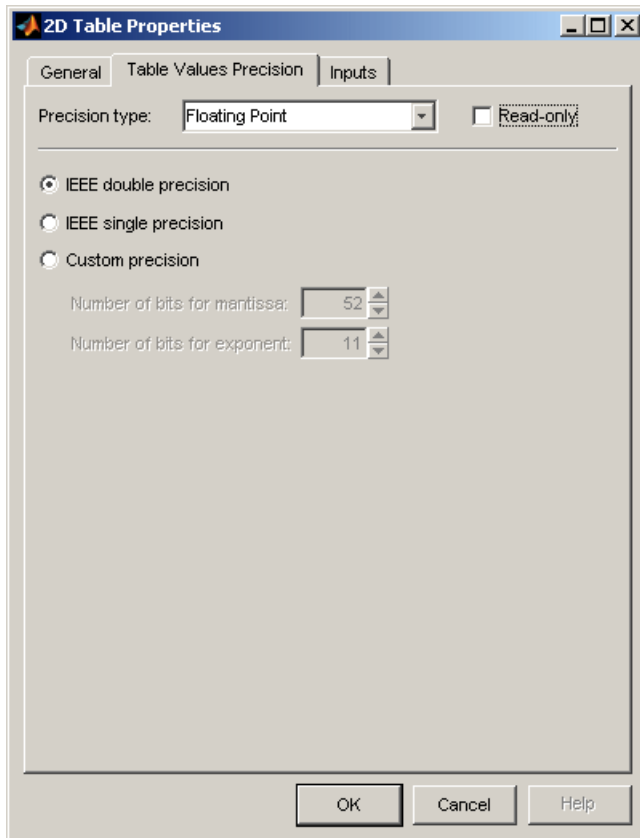 2D Table Properties
General Table Values Precision Inputs
Precision type: Floating Point Read-only
IEEE double precision
IEEE single precision
Custom precision
Number of bits for mantissa: 52
Number of bits for exponent: 11
OK Cancel Help